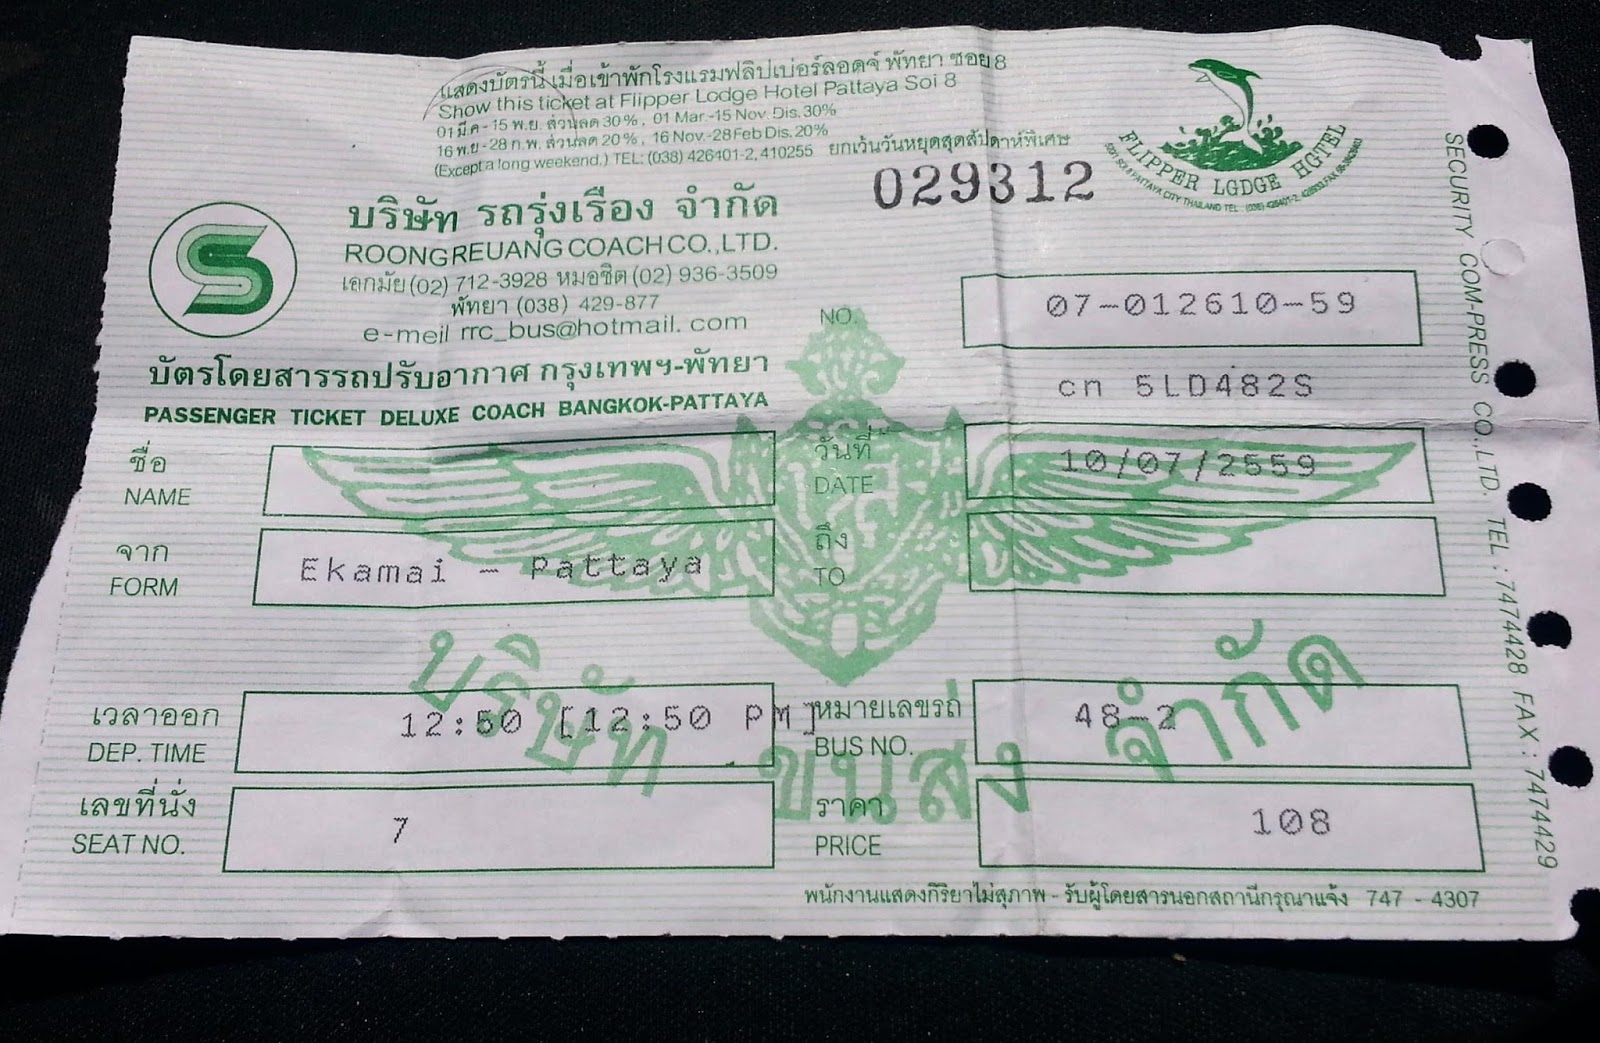 แสดงบัตรนี้ เมื่อเข้าพักโรงแรมฟลิปเปอร์ลอดจ์ พัทยา ซอย 8
Show this ticket at Flipper Lodge Hotel Pattaya Soi 8
01 มี.ค - 15 พ.ย. ส่วนลด 30%, 01 Mar.-15 Nov. Dis. 30%
16 พ.ย - 28 ก.พ. ส่วนลด 20%, 16 Nov.-28 Feb Dis. 20%
(Except a long weekend.) TEL: (038) 426401-2, 410255 ยกเว้นวันหยุดสุดสัปดาห์พิเศษ
FLIPPER LGDGE HGTEL
029312
บริษัท รถรุ่งเรือง จำกัด
ROONGREUANG COACH CO.,LTD.
เอกมัย (02) 712-3928 หมอชิต (02) 936-3509
พัทยา (038) 429-877
e-meil rrc_bus@hotmail.com
S
NO. 07-012610-59
cn 5LD482S
บัตรโดยสารรถปรับอากาศ กรุงเทพฯ-พัทยา
PASSENGER TICKET DELUXE COACH BANGKOK-PATTAYA
ชื่อ
NAME
วันที่
DATE
10/07/2559
จาก
FORM
Ekamai - Pattaya
ถึง
TO
บริษัท ขนส่ง จำกัด
เวลาออก
DEP. TIME
12:50 [12:50 PM]
หมายเลขรถ
BUS NO.
48-2
เลขที่นั่ง
SEAT NO.
7
ราคา
PRICE
108
พนักงานแสดงกิริยาไม่สุภาพ - รับผู้โดยสารนอกสถานีกรุณาแจ้ง 747 - 4307
SECURITY COM-PRESS CO.,LTD. TEL : 7474428 FAX : 7474429